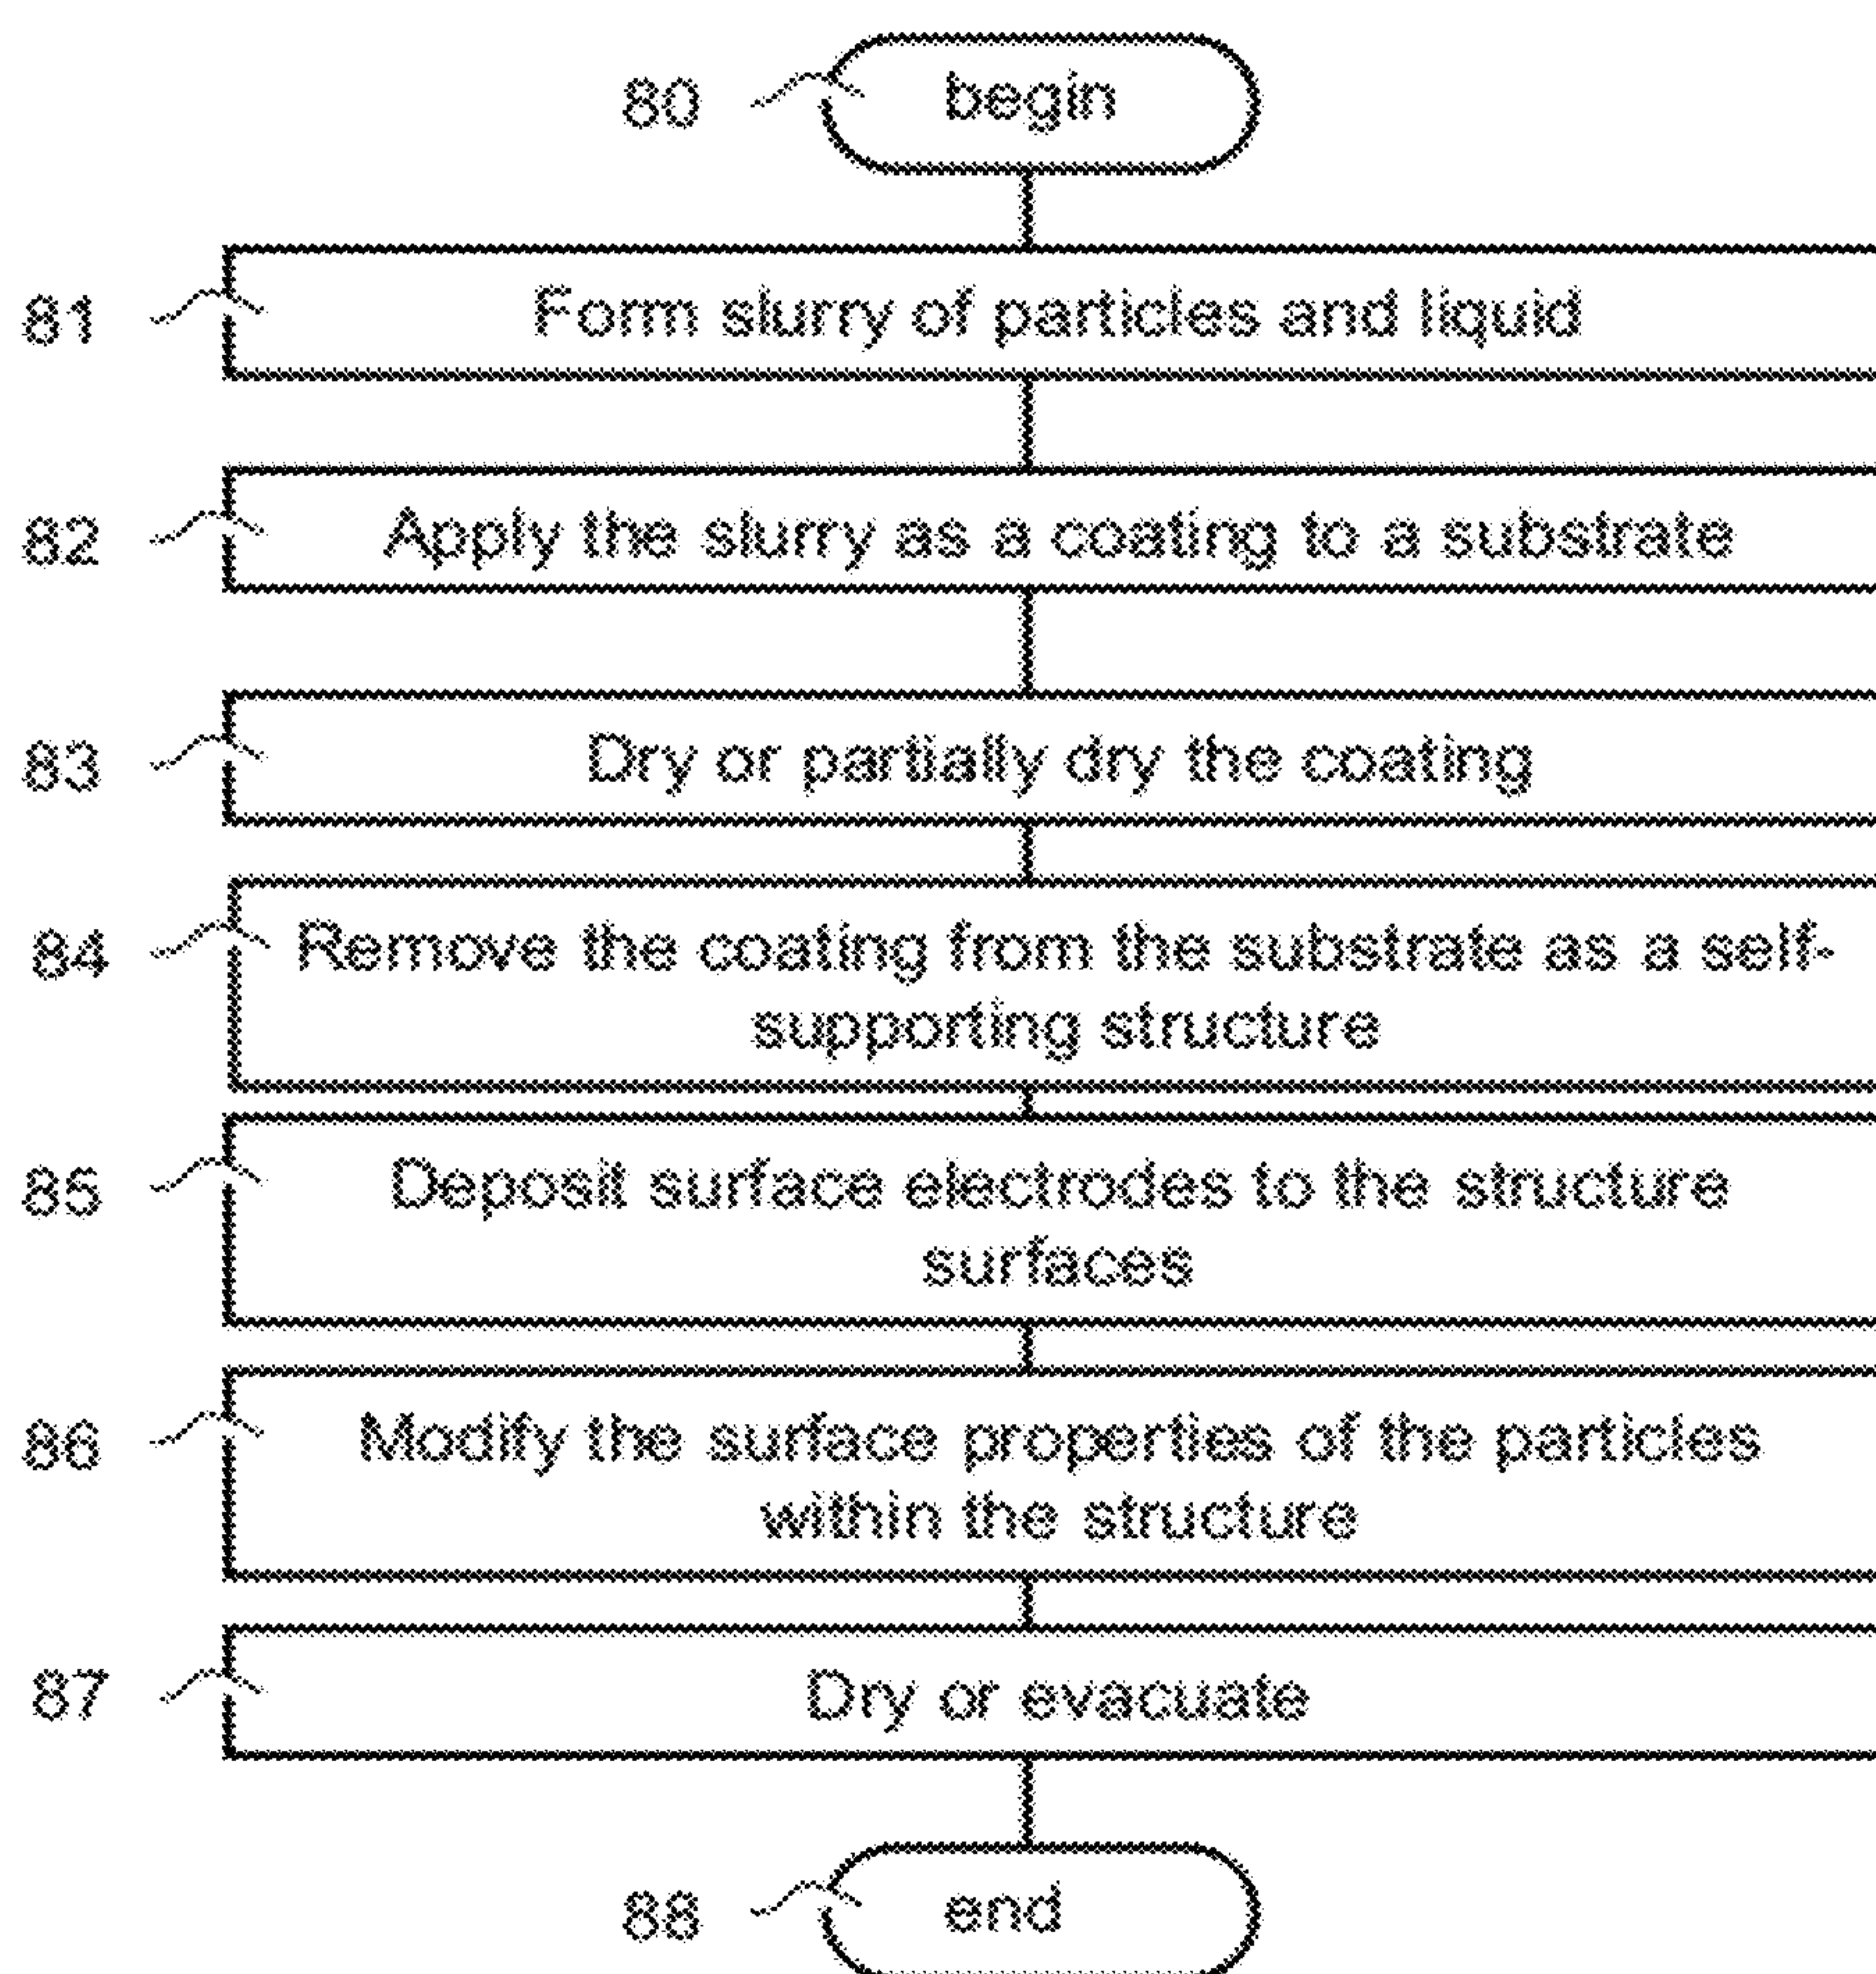 80 begin
81 Form slurry of particles and liquid
82 Apply the slurry as a coating to a substrate
83 Dry or partially dry the coating
84 Remove the coating from the substrate as a self-
supporting structure
85 Deposit surface electrodes to the structure
surfaces
86 Modify the surface properties of the particles
within the structure
87 Dry or evacuate
88 end